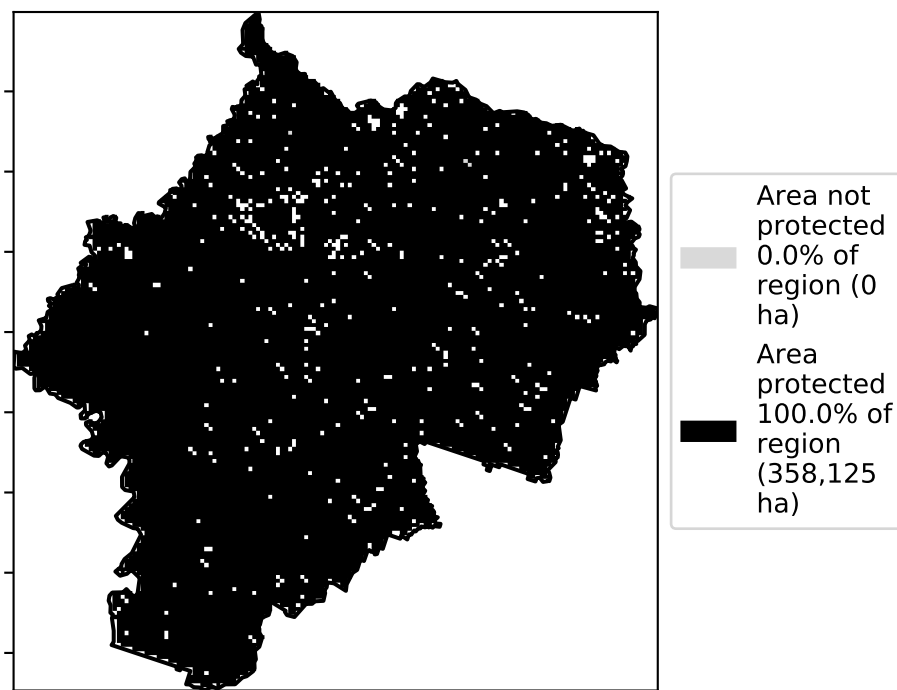 Area not
protected
0.0% of
region (0
ha)
Area
protected
100.0% of
region
(358,125
ha)